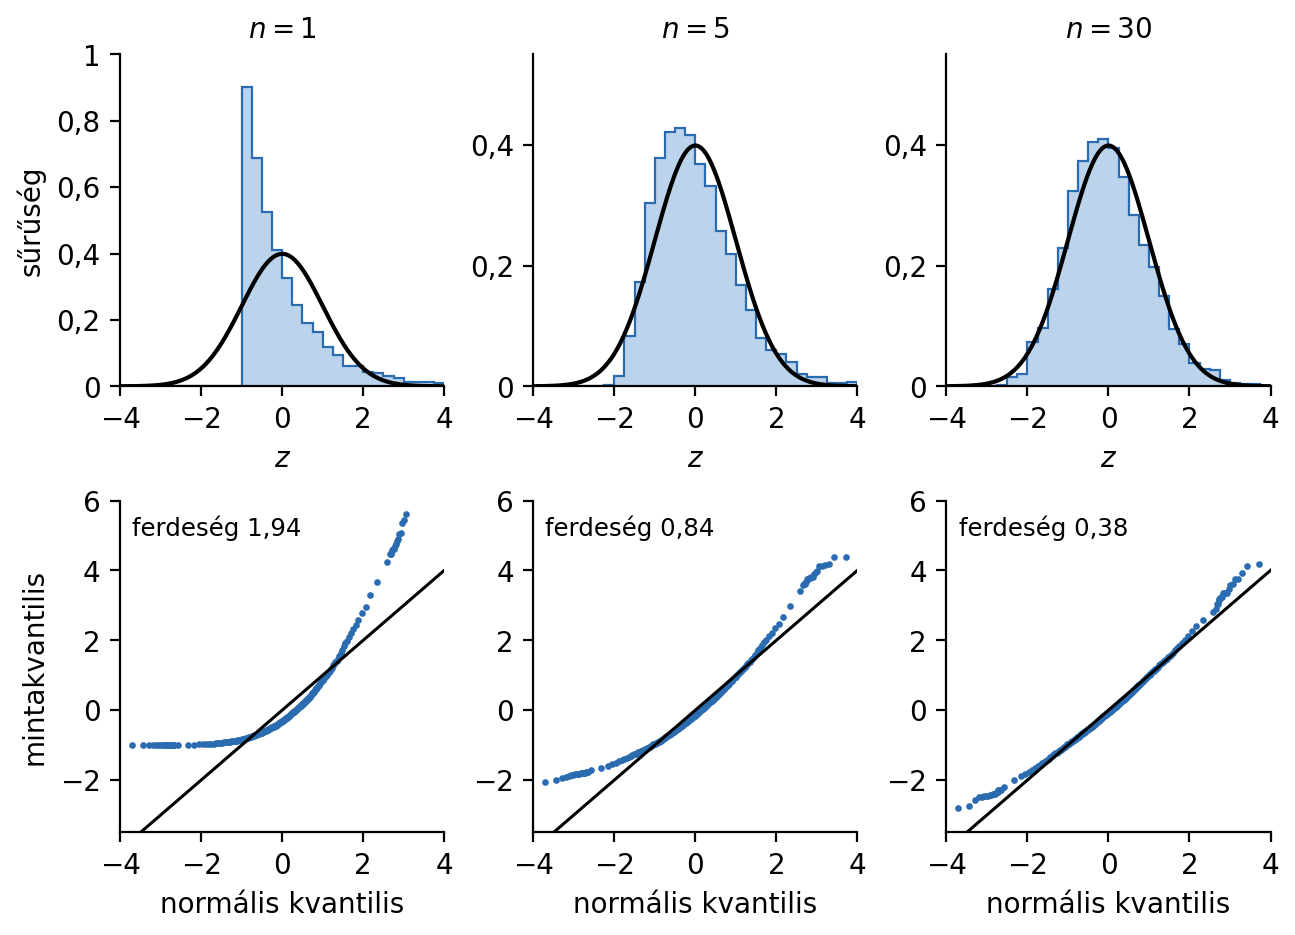 n = 1
n = 5
n = 30
sűrűség
1
0,8
0,6
0,4
0,2
0
−4 −2 0 2 4
z
0,4
0,2
0
−4 −2 0 2 4
z
0,4
0,2
0
−4 −2 0 2 4
z
mintakvantilis
6
4
2
0
−2
ferdeség 1,94
−4 −2 0 2 4
normális kvantilis
6
4
2
0
−2
ferdeség 0,84
−4 −2 0 2 4
normális kvantilis
6
4
2
0
−2
ferdeség 0,38
−4 −2 0 2 4
normális kvantilis